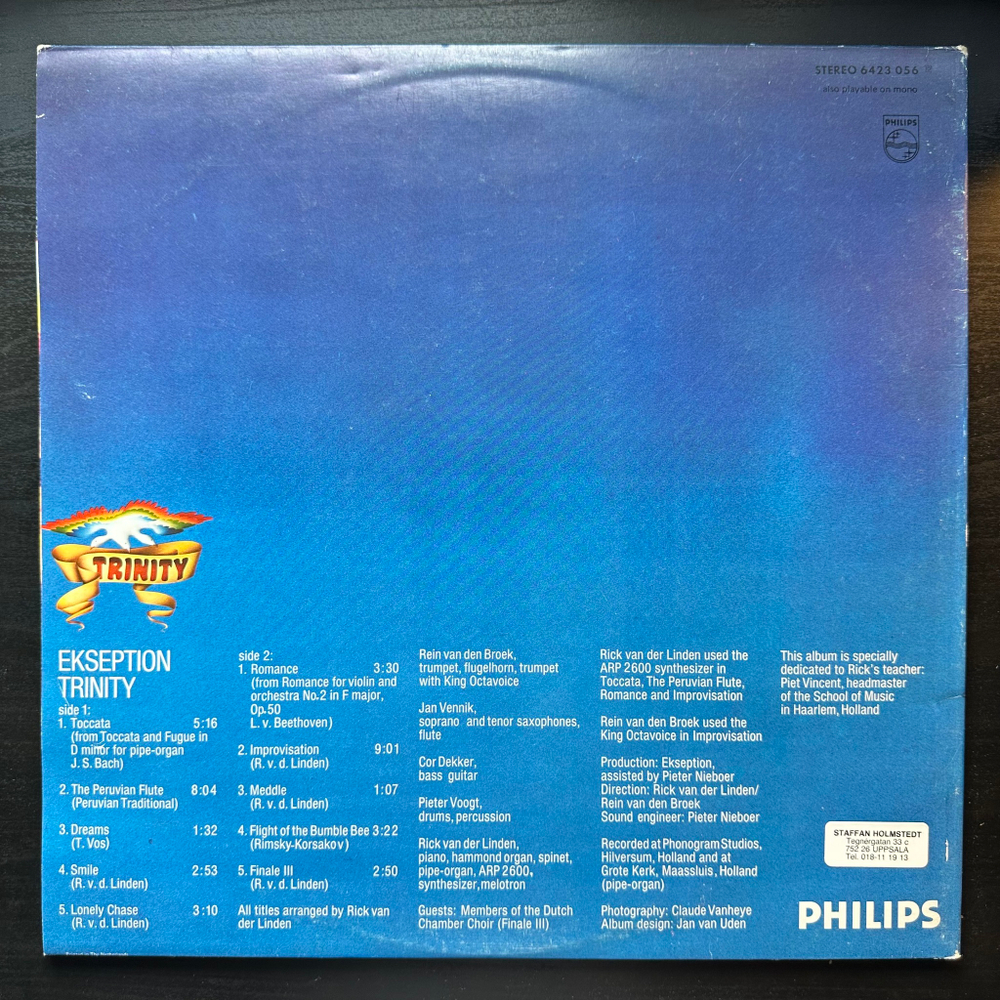 STEREO 6423 056
also playable on mono
PHILIPS
TRINITY
EKSEPTION
TRINITY
side 1:
1. Toccata 5:16
(from Toccata and Fugue in
D minor for pipe-organ
J. S. Bach)
2. The Peruvian Flute 8:04
(Peruvian Traditional)
3. Dreams 1:32
(T. Vos)
4. Smile 2:53
(R. v. d. Linden)
5. Lonely Chase 3:10
(R. v. d. Linden)
side 2:
1. Romance 3:30
(from Romance for violin and
orchestra No.2 in F major,
Op.50
L. v. Beethoven)
2. Improvisation 9:01
(R. v. d. Linden)
3. Meddle 1:07
(R. v. d. Linden)
4. Flight of the Bumble Bee 3:22
(Rimsky-Korsakov)
5. Finale III 2:50
(R. v. d. Linden)
All titles arranged by Rick van
der Linden
Rein van den Broek,
trumpet, flugelhorn, trumpet
with King Octavoice
Jan Vennik,
soprano and tenor saxophones,
flute
Cor Dekker,
bass guitar
Pieter Voogt,
drums, percussion
Rick van der Linden,
piano, hammond organ, spinet,
pipe-organ, ARP 2600,
synthesizer, melotron
Guests: Members of the Dutch
Chamber Choir (Finale III)
Rick van der Linden used the
ARP 2600 synthesizer in
Toccata, The Peruvian Flute,
Romance and Improvisation
Rein van den Broek used the
King Octavoice in Improvisation
Production: Ekseption,
assisted by Pieter Nieboer
Direction: Rick van der Linden/
Rein van den Broek
Sound engineer: Pieter Nieboer
Recorded at Phonogram Studios,
Hilversum, Holland and at
Grote Kerk, Maassluis, Holland
(pipe-organ)
Photography: Claude Vanheye
Album design: Jan van Uden
This album is specially
dedicated to Rick's teacher:
Piet Vincent, headmaster
of the School of Music
in Haarlem, Holland
STAFFAN HOLMSTEDT
Tegnérgatan 33 c
752 26 UPPSALA
Tel. 018-11 19 13
PHILIPS
Printed in The Netherlands